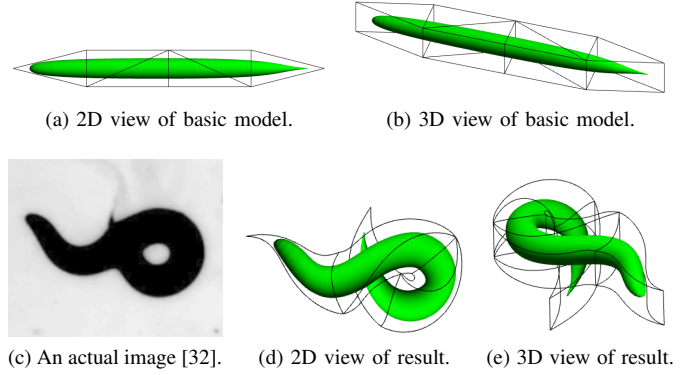 (a) 2D view of basic model.
(b) 3D view of basic model.
(c) An actual image [32].
(d) 2D view of result.
(e) 3D view of result.